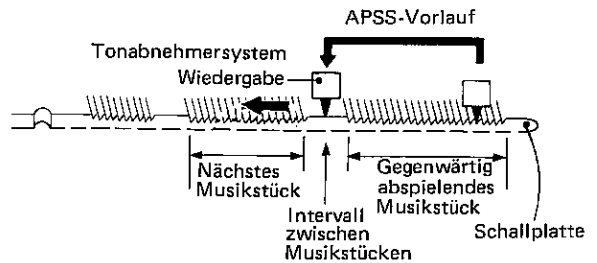 APSS-Vorlauf
Tonabnehmersystem
Wiedergabe
Nächstes
Musikstück
Intervall
zwischen
Musikstücken
Gegenwärtig
abspielendes
Musikstück
Schallplatte